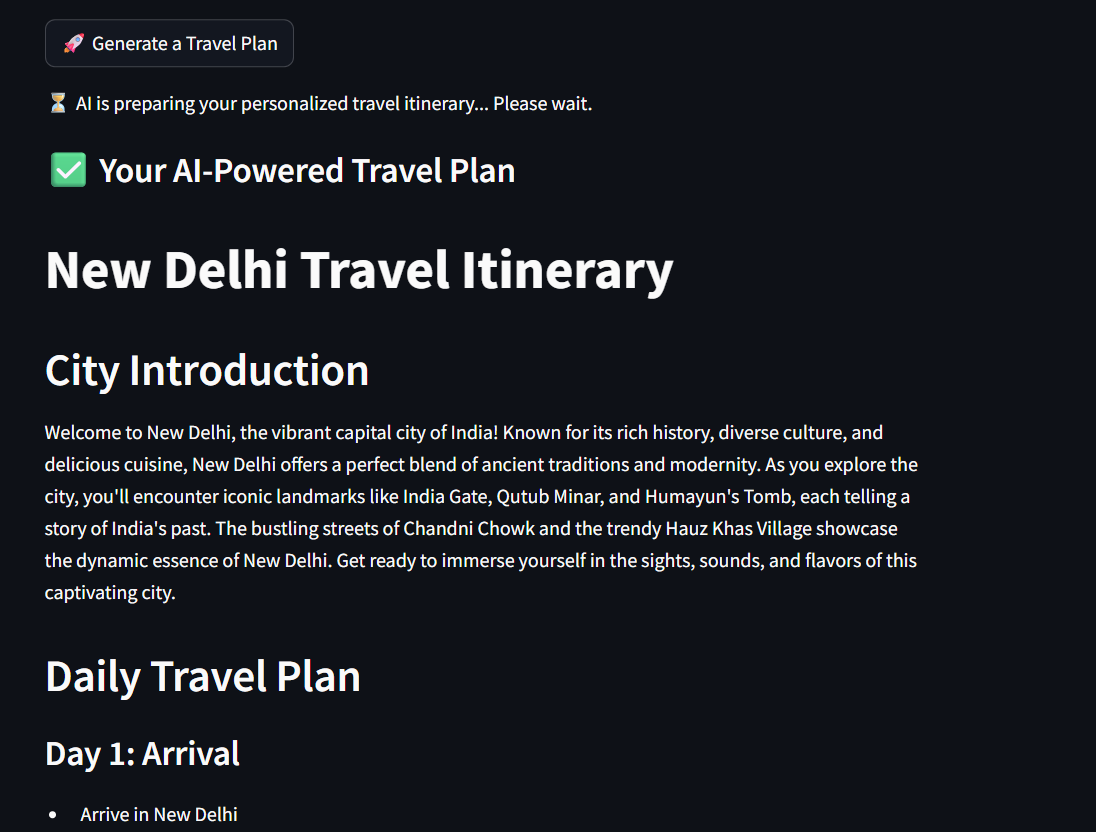 🚀 Generate a Travel Plan
⏳ AI is preparing your personalized travel itinerary... Please wait.
✅ Your AI-Powered Travel Plan
New Delhi Travel Itinerary
City Introduction
Welcome to New Delhi, the vibrant capital city of India! Known for its rich history, diverse culture, and
delicious cuisine, New Delhi offers a perfect blend of ancient traditions and modernity. As you explore the
city, you'll encounter iconic landmarks like India Gate, Qutub Minar, and Humayun's Tomb, each telling a
story of India's past. The bustling streets of Chandni Chowk and the trendy Hauz Khas Village showcase
the dynamic essence of New Delhi. Get ready to immerse yourself in the sights, sounds, and flavors of this
captivating city.
Daily Travel Plan
Day 1: Arrival
• Arrive in New Delhi